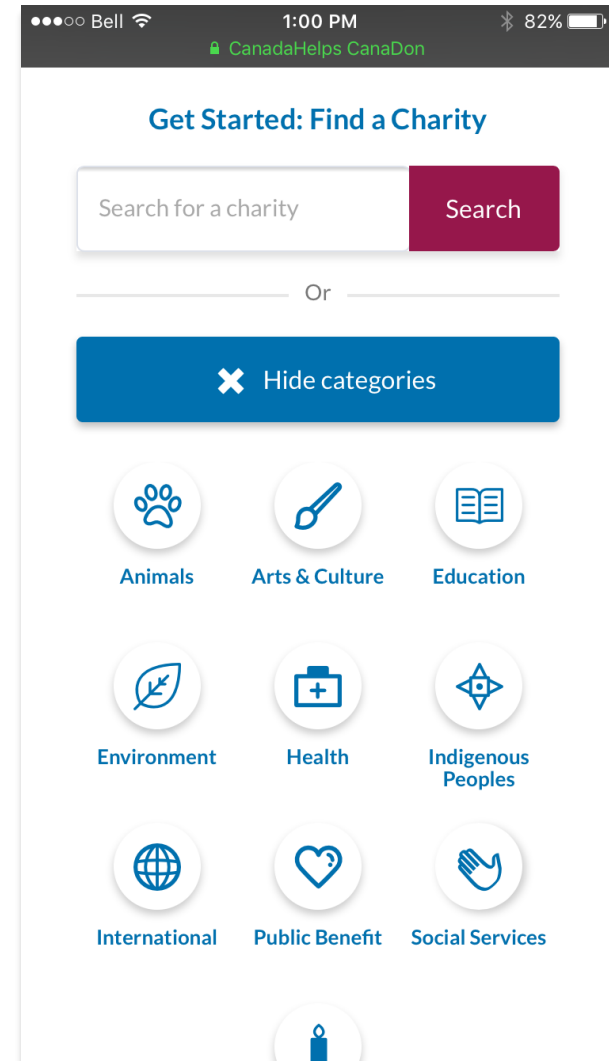 Bell 1:00 PM 82%
CanadaHelps CanaDon
Get Started: Find a Charity
Search for a charity Search
Or
Hide categories
Animals Arts & Culture Education
Environment Health Indigenous
Peoples
International Public Benefit Social Services